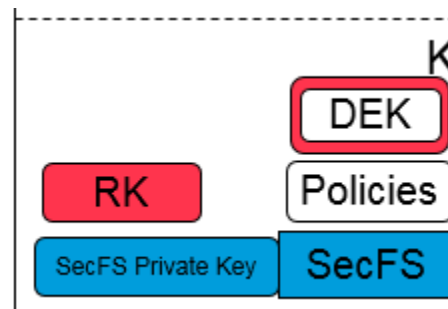 K
DEK
RK
Policies
SecFS Private Key
SecFS